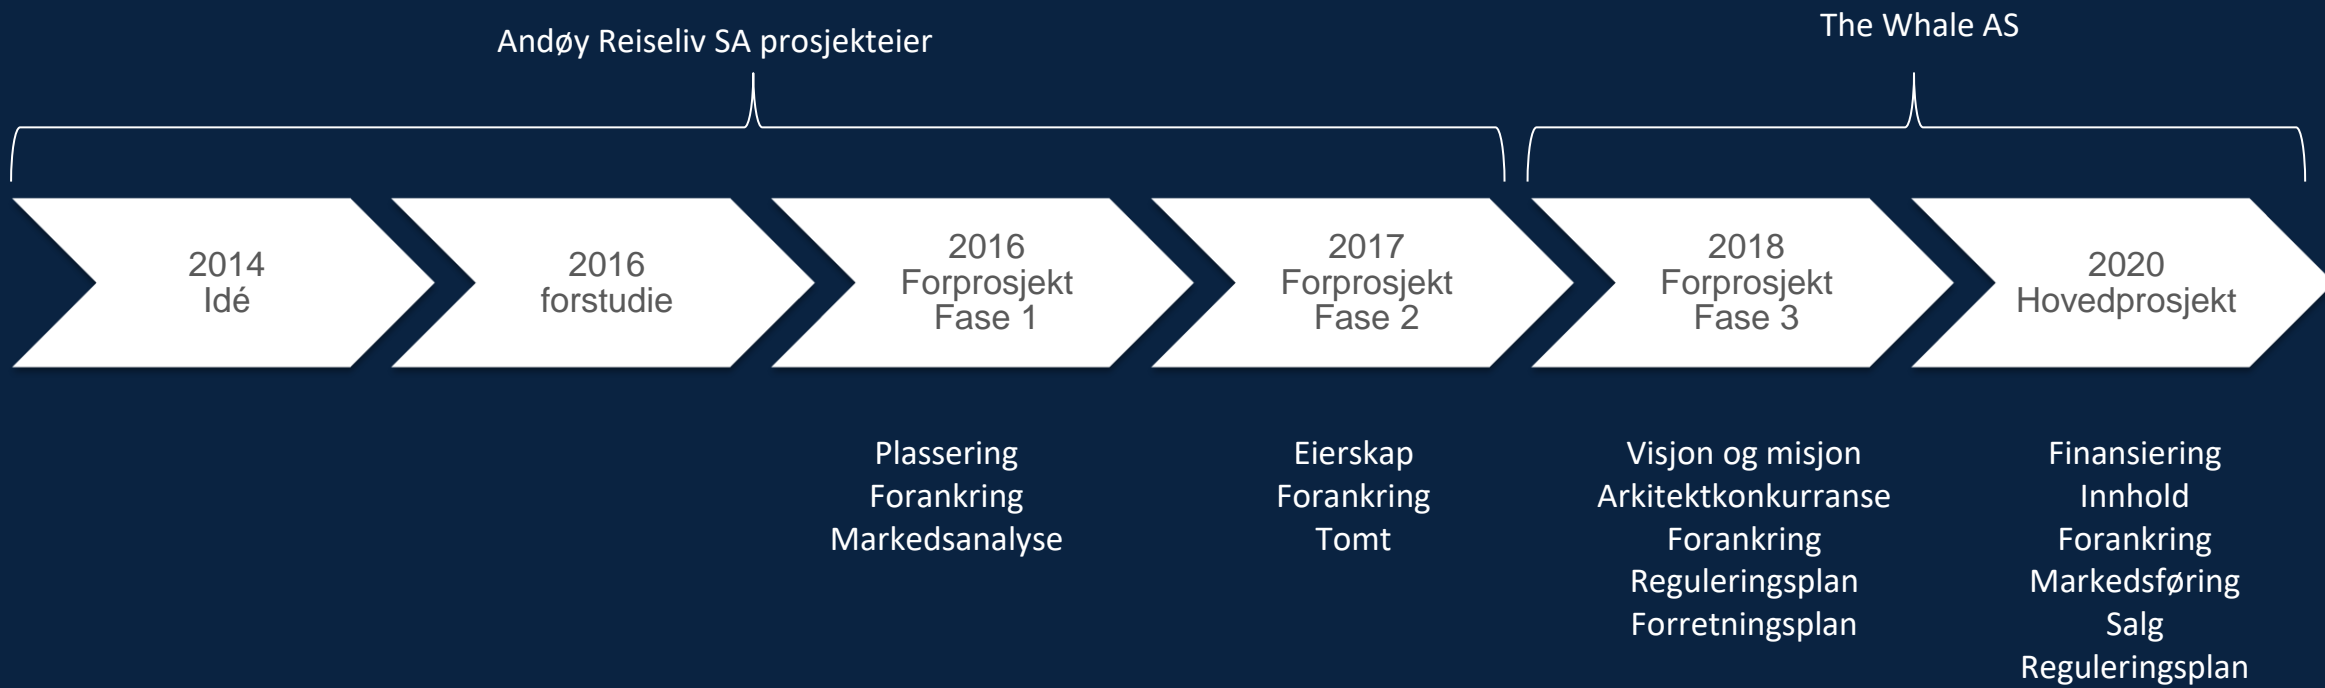 Andøy Reiseliv SA prosjekteier
The Whale AS
2014
Idé
2016
forstudie
2016
Forprosjekt
Fase 1
2017
Forprosjekt
Fase 2
2018
Forprosjekt
Fase 3
2020
Hovedprosjekt
Plassering
Forankring
Markedsanalyse
Eierskap
Forankring
Tomt
Visjon og misjon
Arkitektkonkurranse
Forankring
Reguleringsplan
Forretningsplan
Finansiering
Innhold
Forankring
Markedsføring
Salg
Reguleringsplan